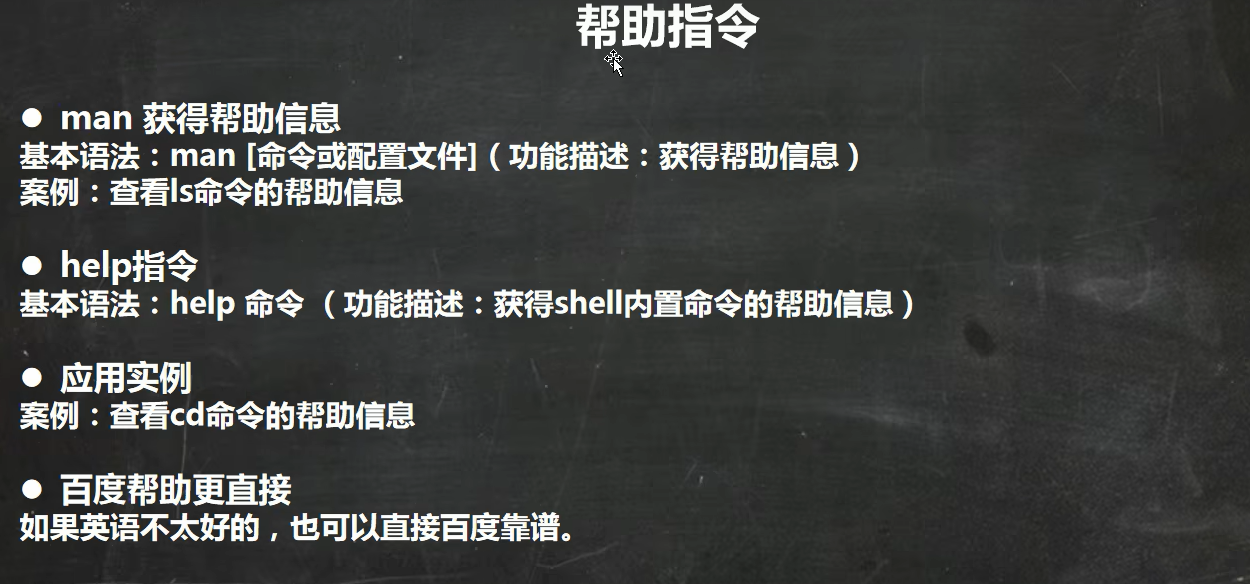 帮助指令
● man 获得帮助信息
基本语法：man [命令或配置文件]（功能描述：获得帮助信息）
案例：查看ls命令的帮助信息
● help指令
基本语法：help 命令 （功能描述：获得shell内置命令的帮助信息）
● 应用实例
案例：查看cd命令的帮助信息
● 百度帮助更直接
如果英语不太好的，也可以直接百度靠谱。